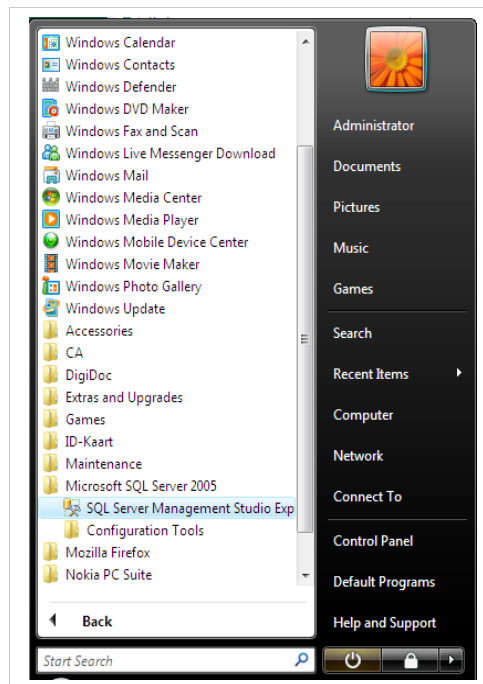 Windows Calendar
Windows Contacts
Windows Defender
Windows DVD Maker
Windows Fax and Scan
Windows Live Messenger Download
Windows Mail
Windows Media Center
Windows Media Player
Windows Mobile Device Center
Windows Movie Maker
Windows Photo Gallery
Windows Update
Accessories
CA
DigiDoc
Extras and Upgrades
Games
ID-Kaart
Maintenance
Microsoft SQL Server 2005
SQL Server Management Studio Exp
Configuration Tools
Mozilla Firefox
Nokia PC Suite
Back
Start Search
Administrator
Documents
Pictures
Music
Games
Search
Recent Items
Computer
Network
Connect To
Control Panel
Default Programs
Help and Support